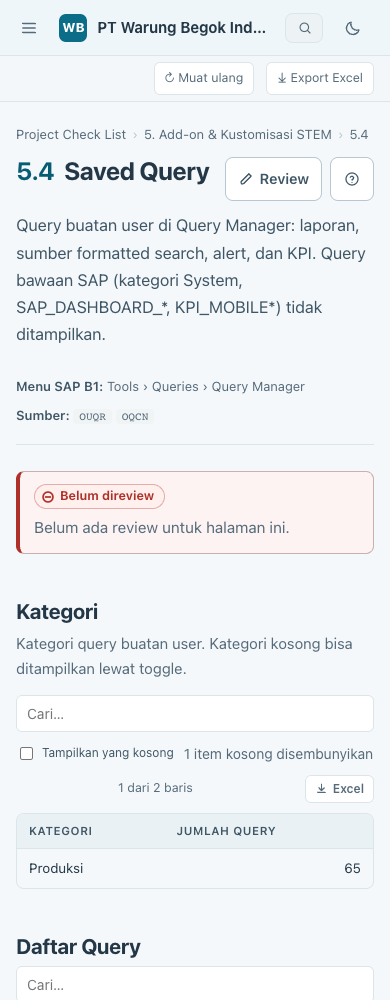 WB PT Warung Begok Ind...
Muat ulang Export Excel
Project Check List › 5. Add-on & Kustomisasi STEM › 5.4
5.4 Saved Query Review
Query buatan user di Query Manager: laporan,
sumber formatted search, alert, dan KPI. Query
bawaan SAP (kategori System,
SAP_DASHBOARD_*, KPI_MOBILE*) tidak
ditampilkan.
Menu SAP B1: Tools › Queries › Query Manager
Sumber: OUQR OQCN
Belum direview
Belum ada review untuk halaman ini.
Kategori
Kategori query buatan user. Kategori kosong bisa
ditampilkan lewat toggle.
Cari...
Tampilkan yang kosong 1 item kosong disembunyikan
1 dari 2 baris Excel
KATEGORI JUMLAH QUERY
Produksi 65
Daftar Query
Cari...